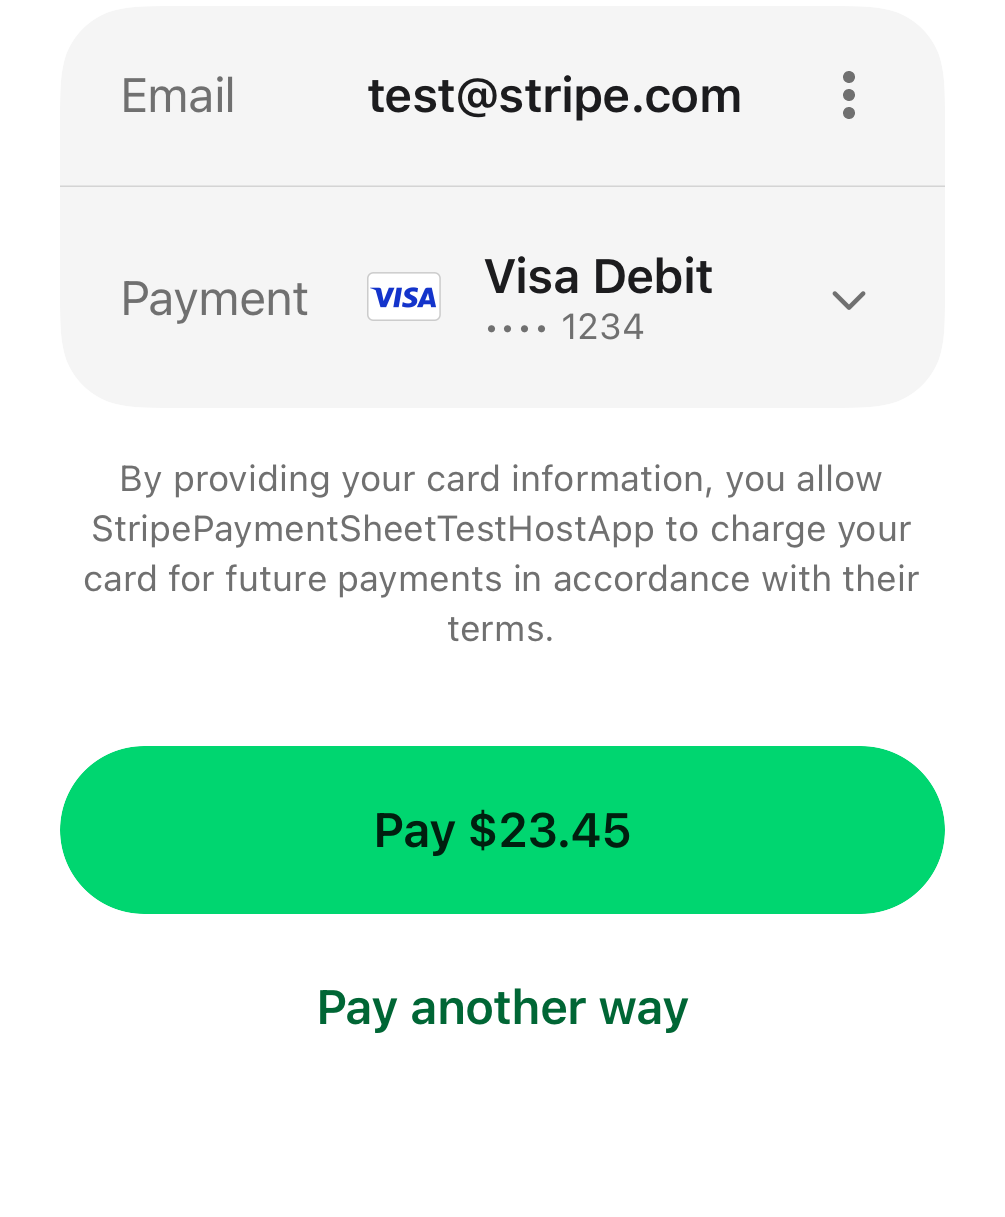 Email test@stripe.com
Payment VISA Visa Debit
•••• 1234
By providing your card information, you allow
StripePaymentSheetTestHostApp to charge your
card for future payments in accordance with their
terms.
Pay $23.45
Pay another way